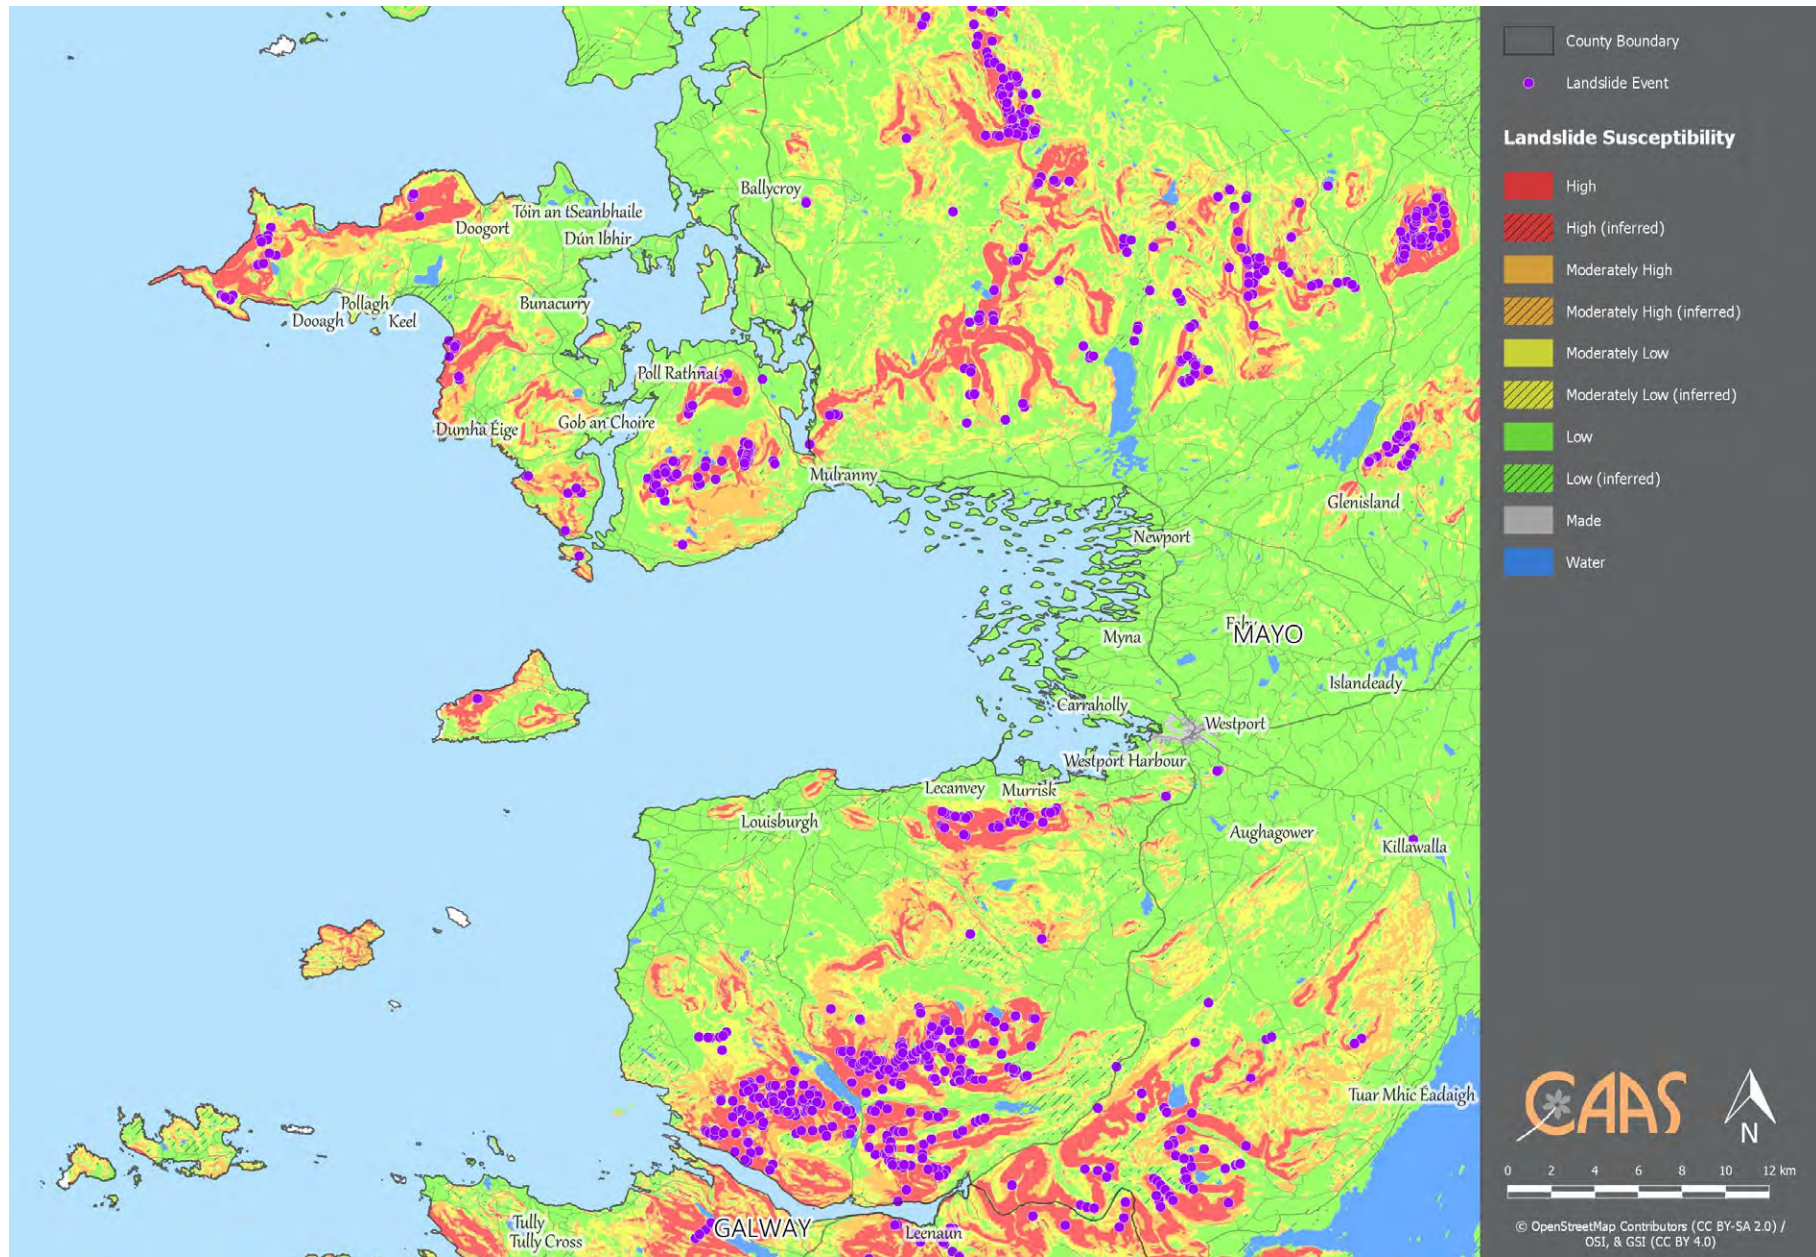 Ballycroy
Tóin an tSeanbhaile
Doogort
Dún Ibhir
Pollagh
Bunacurry
Dooagh
Keel
Poll Rathnaí
Dumha Éige
Gob an Choire
Mulranny
Glenisland
Newport
Myna
MAYO
Islandeady
Carraholly
Westport
Westport Harbour
Lecanvey
Murrisk
Louisburgh
Aughagower
Killawalla
Tuar Mhic Éadaigh
Tully
Tully Cross
GALWAY
Leenaun
County Boundary
Landslide Event
Landslide Susceptibility
High
High (inferred)
Moderately High
Moderately High (inferred)
Moderately Low
Moderately Low (inferred)
Low
Low (inferred)
Made
Water
CAAS
N
0 2 4 6 8 10 12 km
© OpenStreetMap Contributors (CC BY-SA 2.0) /
OSI, & GSI (CC BY 4.0)